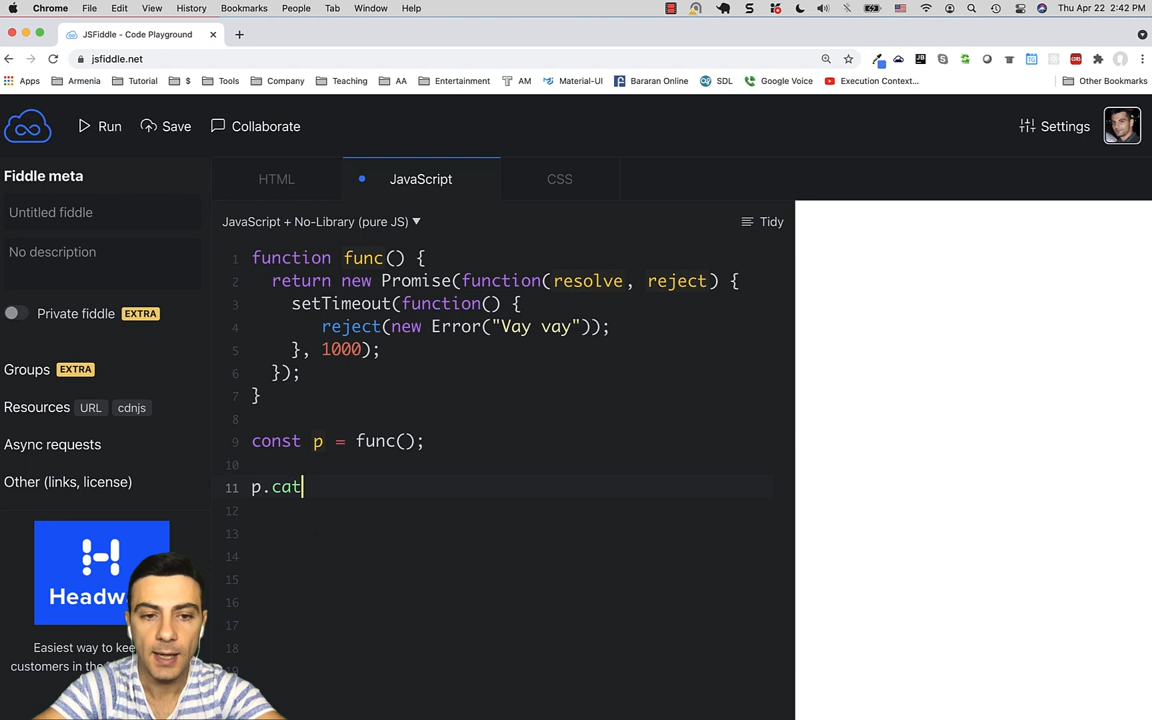 Chrome File Edit View History Bookmarks People Tab Window Help Thu Apr 22 2:42 PM
JSFiddle - Code Playground
jsfiddle.net
Apps Armenia Tutorial $ Tools Company Teaching AA Entertainment AM Material-UI Bararan Online SDL Google Voice Execution Context... Other Bookmarks
Run Save Collaborate Settings
Fiddle meta
Untitled fiddle
No description
Private fiddle EXTRA
Groups EXTRA
Resources URL cdnjs
Async requests
Other (links, license)
Easiest way to
customers in
HTML JavaScript CSS
JavaScript + No-Library (pure JS) Tidy
1 function func() {
2 return new Promise(function(resolve, reject) {
3 setTimeout(function() {
4 reject(new Error("Vay vay"));
5 }, 1000);
6 });
7 }
8
9 const p = func();
10
11 p.cat
12
13
14
15
16
17
18